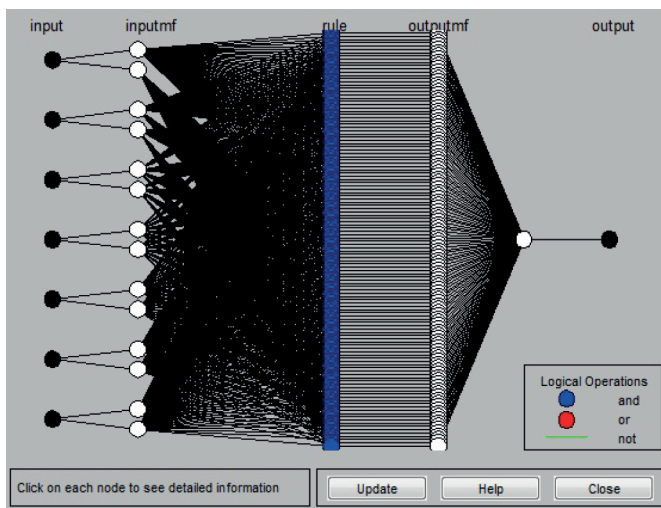 input inputmf rule outputmf output
Logical Operations
and
or
not
Click on each node to see detailed information
Update Help Close